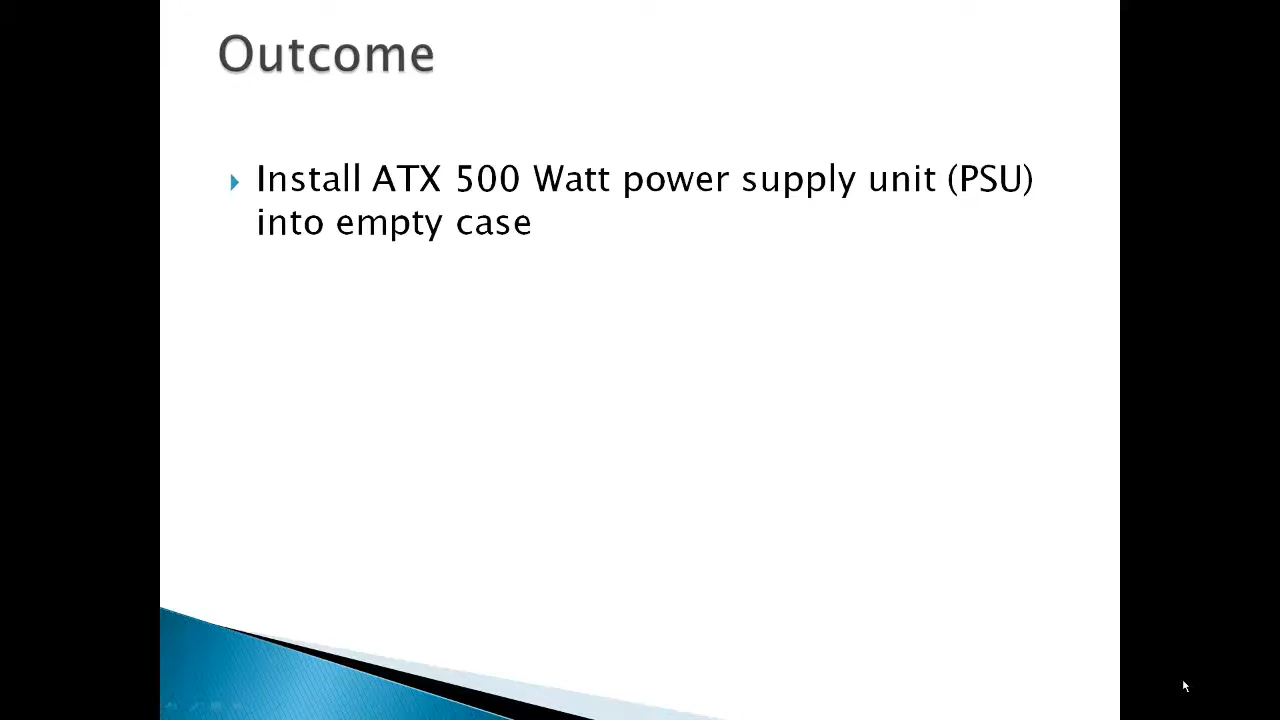 Outcome
Install ATX 500 Watt power supply unit (PSU)
into empty case